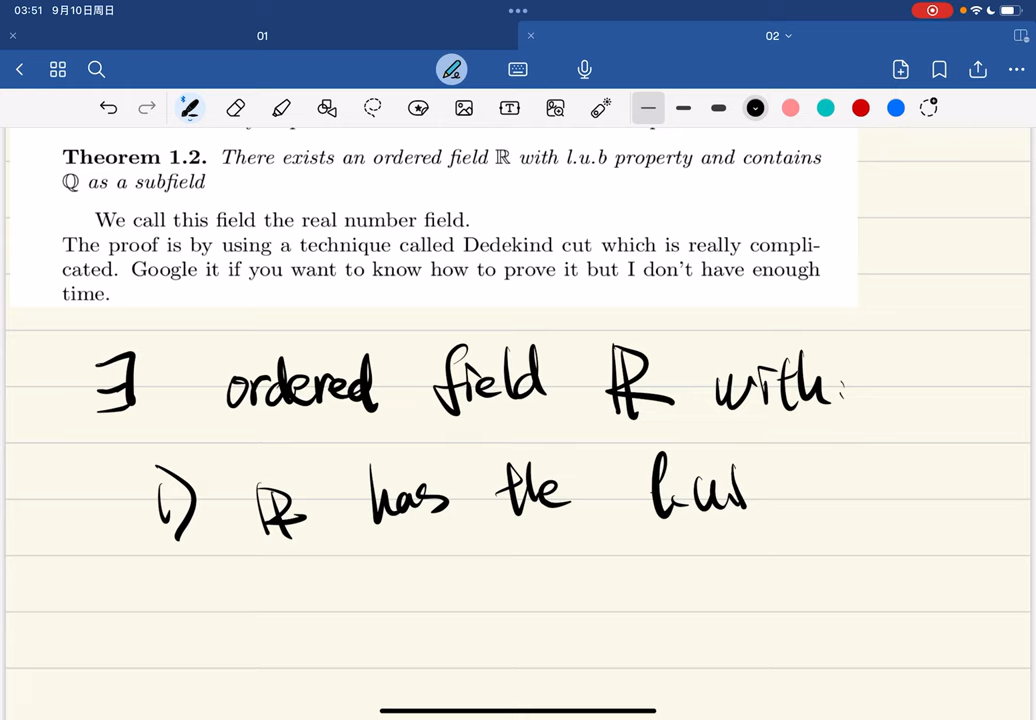 03:51 9月10日周日
01
02
Theorem 1.2. There exists an ordered field ℝ with l.u.b property and contains
ℚ as a subfield
We call this field the real number field.
The proof is by using a technique called Dedekind cut which is really compli-
cated. Google it if you want to know how to prove it but I don't have enough
time.
∃ ordered field ℝ with:
1) ℝ has the l.u